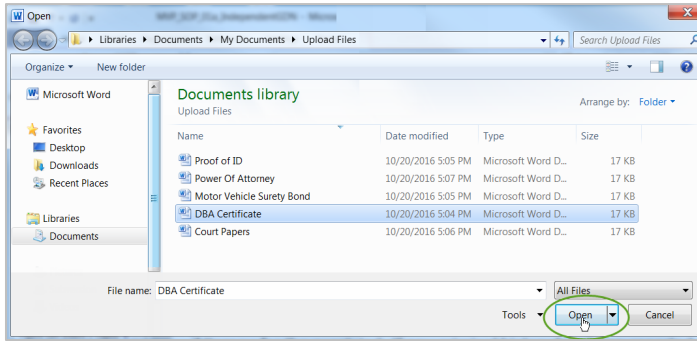 Open
Libraries Documents My Documents Upload Files Search Upload Files
Organize New folder
Microsoft Word
Favorites
Desktop
Downloads
Recent Places
Libraries
Documents
Documents library
Upload Files
Arrange by: Folder
Name Date modified Type Size
Proof of ID 10/20/2016 5:05 PM Microsoft Word D... 17 KB
Power Of Attorney 10/20/2016 5:07 PM Microsoft Word D... 17 KB
Motor Vehicle Surety Bond 10/20/2016 5:05 PM Microsoft Word D... 17 KB
DBA Certificate 10/20/2016 5:04 PM Microsoft Word D... 17 KB
Court Papers 10/20/2016 5:06 PM Microsoft Word D... 17 KB
File name: DBA Certificate All Files
Tools Open Cancel